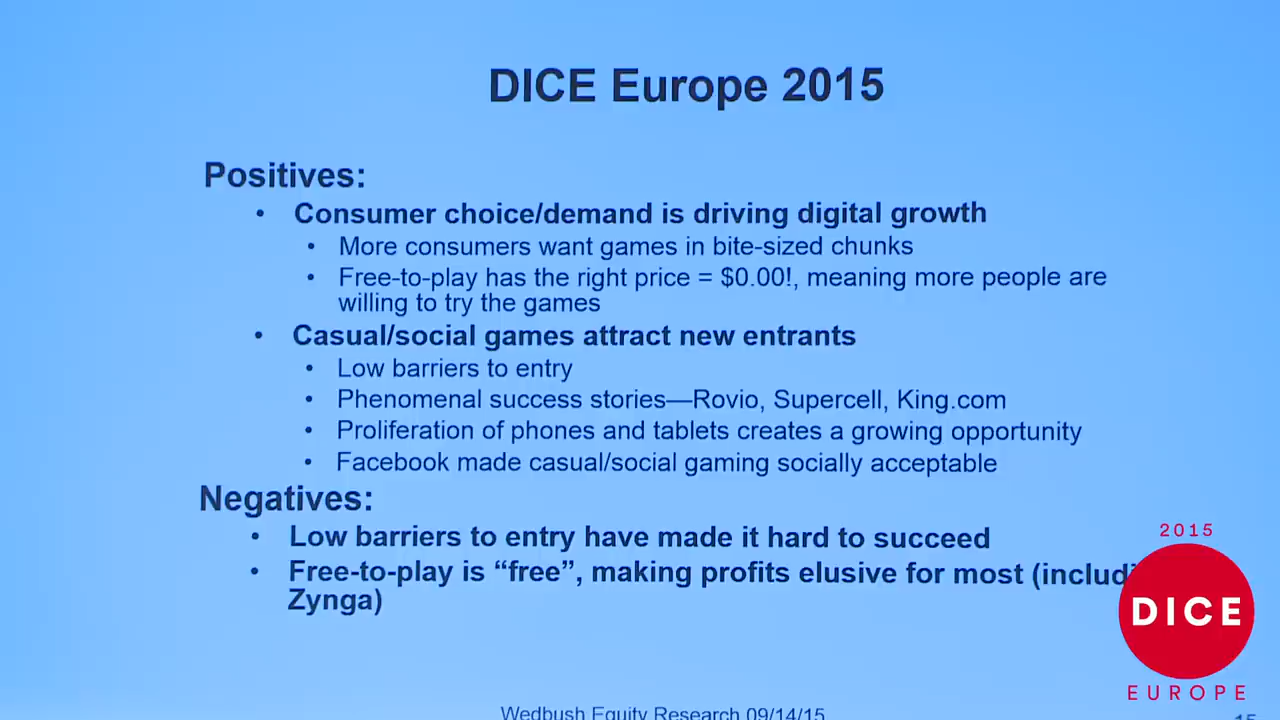 DICE Europe 2015
Positives:
• Consumer choice/demand is driving digital growth
• More consumers want games in bite-sized chunks
• Free-to-play has the right price = $0.00!, meaning more people are
willing to try the games
• Casual/social games attract new entrants
• Low barriers to entry
• Phenomenal success stories—Rovio, Supercell, King.com
• Proliferation of phones and tablets creates a growing opportunity
• Facebook made casual/social gaming socially acceptable
Negatives:
• Low barriers to entry have made it hard to succeed
• Free-to-play is “free”, making profits elusive for most (includi
Zynga)
Wedbush Equity Research 09/14/15
15
2015
DICE
EUROPE